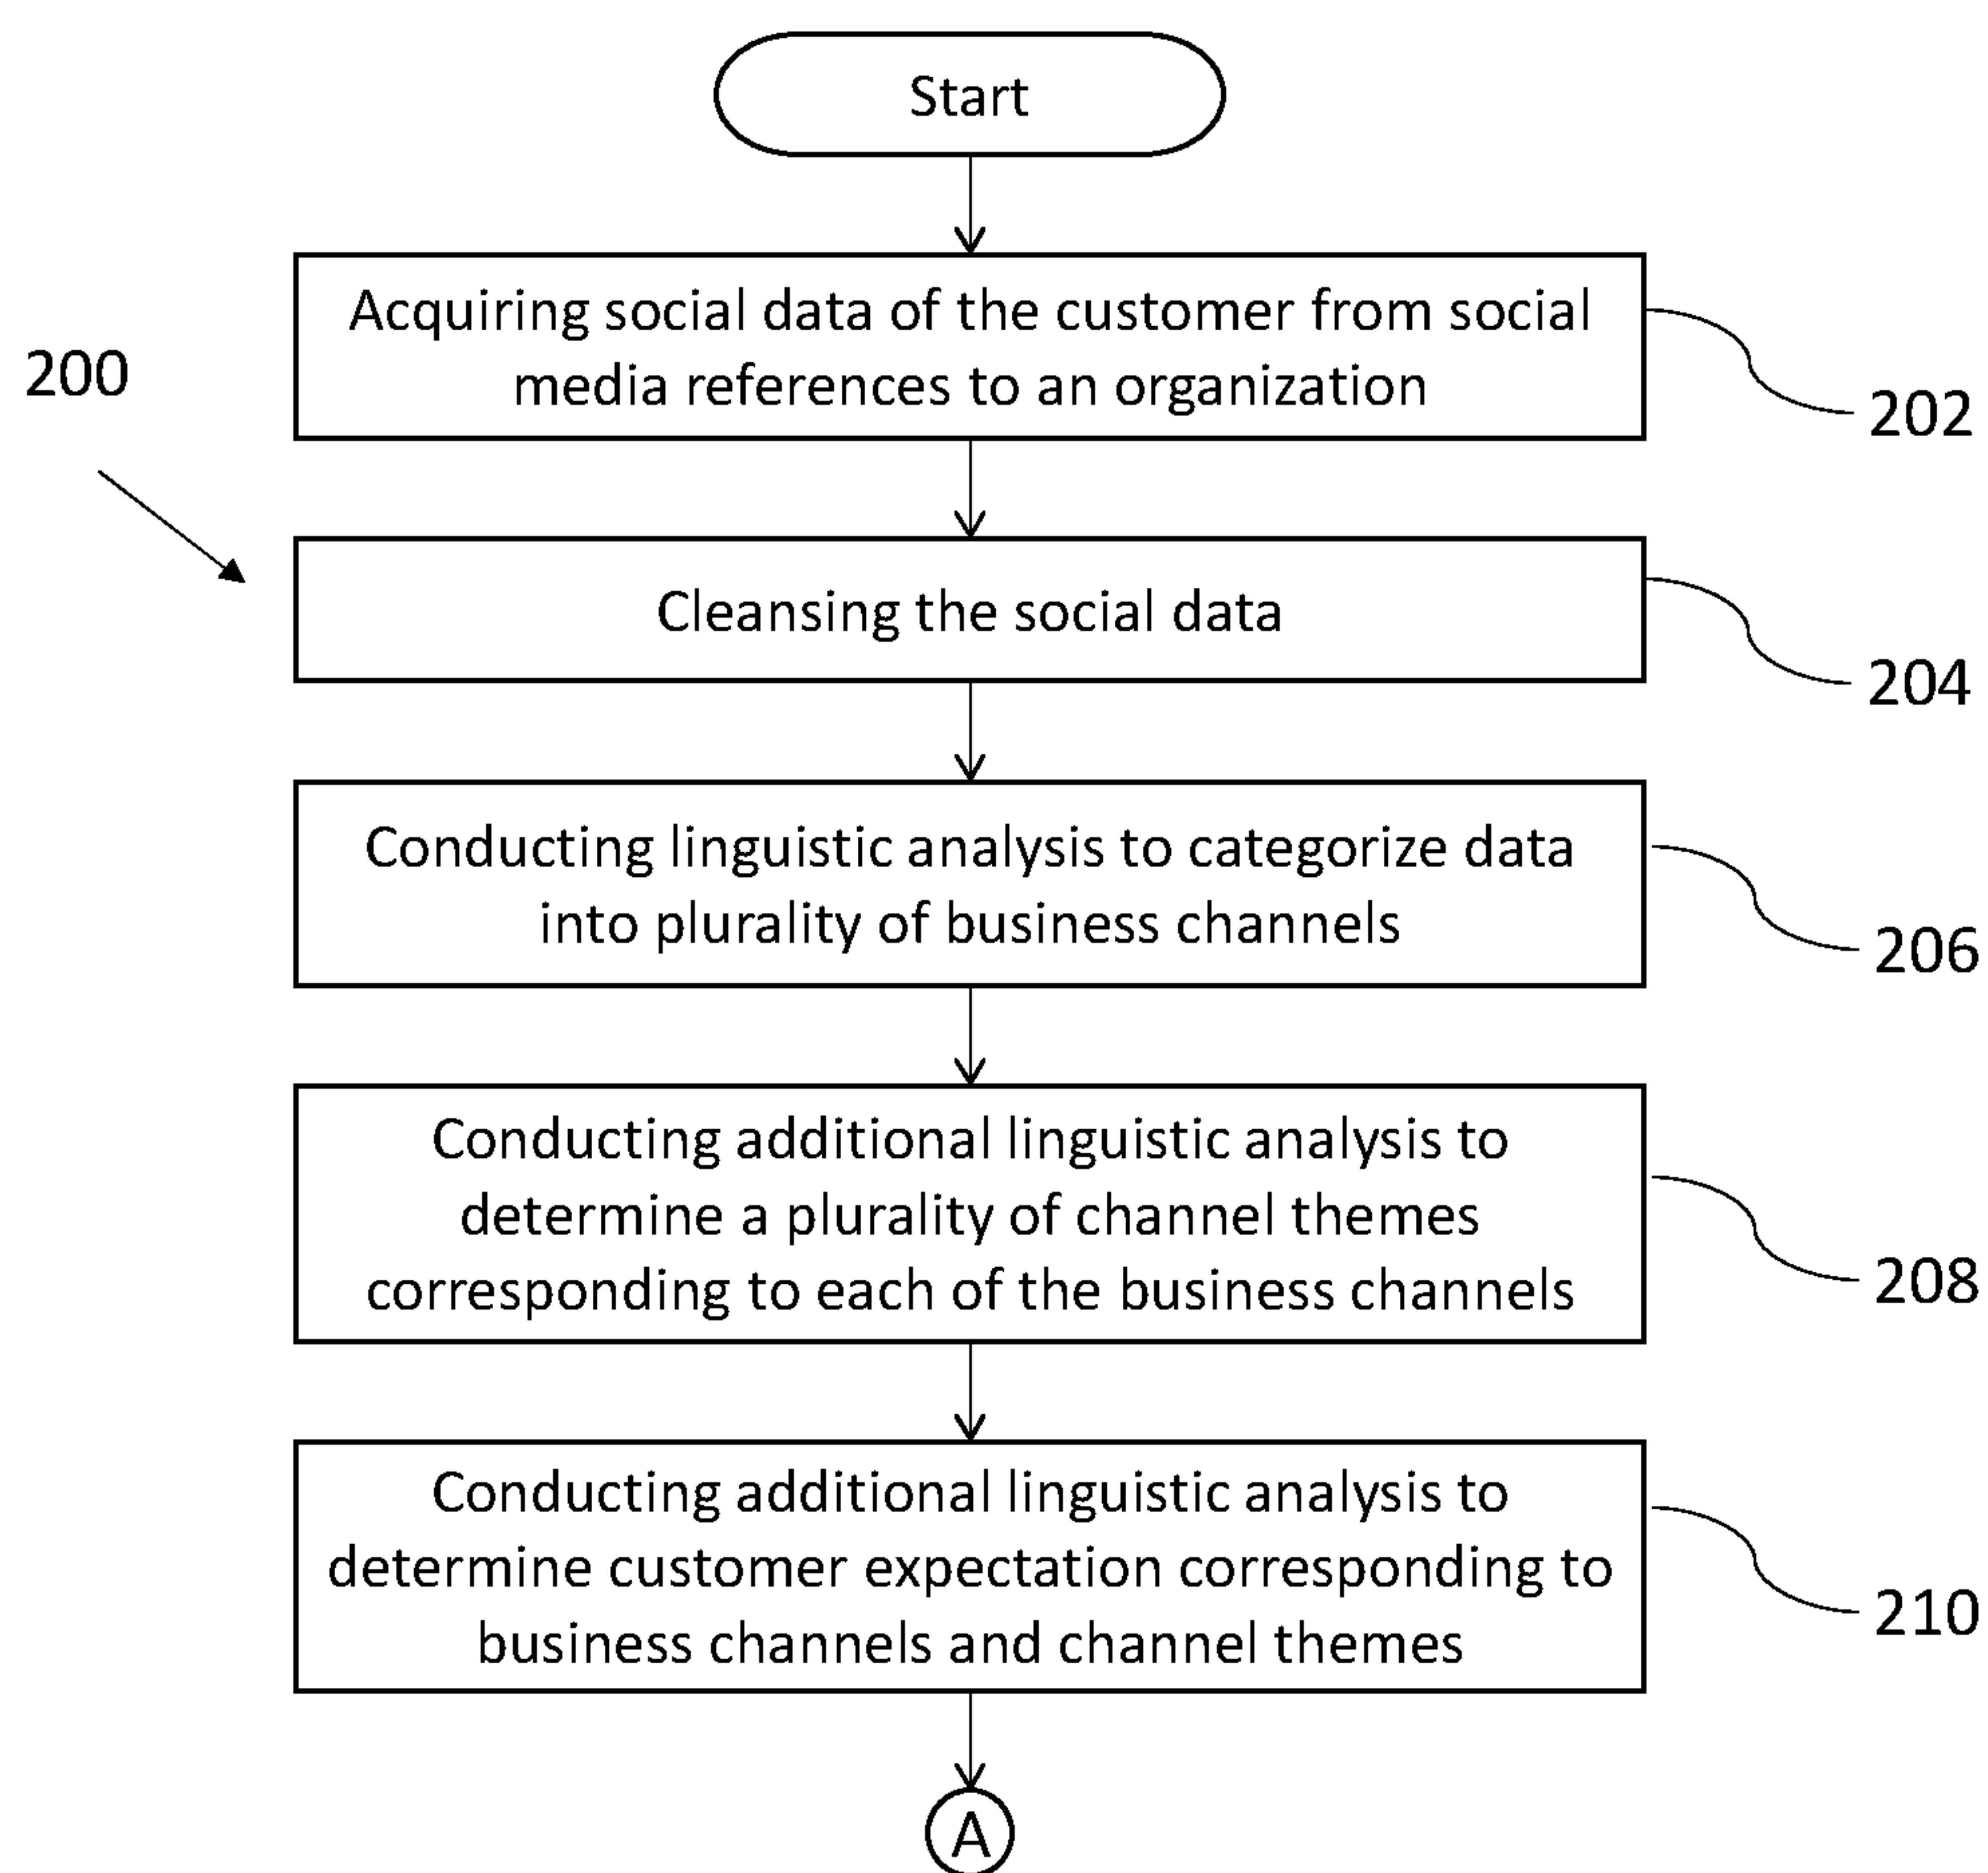 Start
Acquiring social data of the customer from social
media references to an organization
200
202
Cleansing the social data
204
Conducting linguistic analysis to categorize data
into plurality of business channels
206
Conducting additional linguistic analysis to
determine a plurality of channel themes
corresponding to each of the business channels
208
Conducting additional linguistic analysis to
determine customer expectation corresponding to
business channels and channel themes
210
A